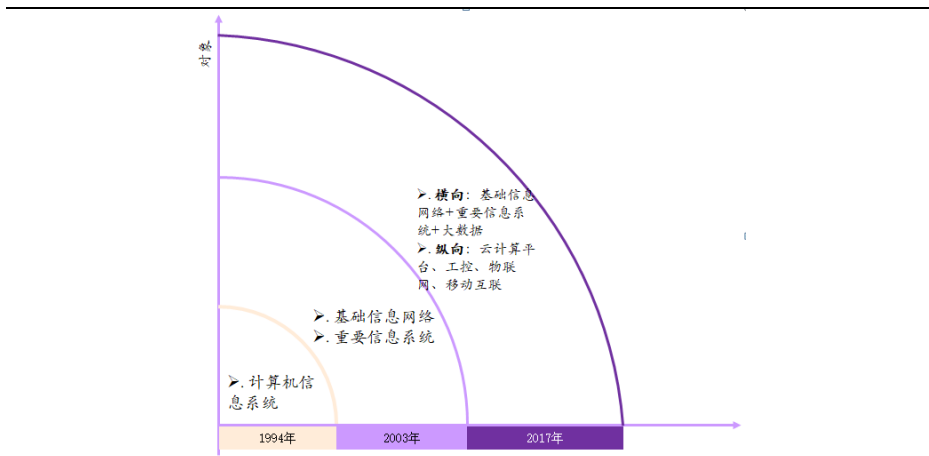 对象
➢.横向：基础信息
网络+重要信息系
统+大数据
➢.纵向：云计算平
台、工控、物联
网、移动互联
➢.基础信息网络
➢.重要信息系统
➢.计算机信
息系统
1994年
2003年
2017年